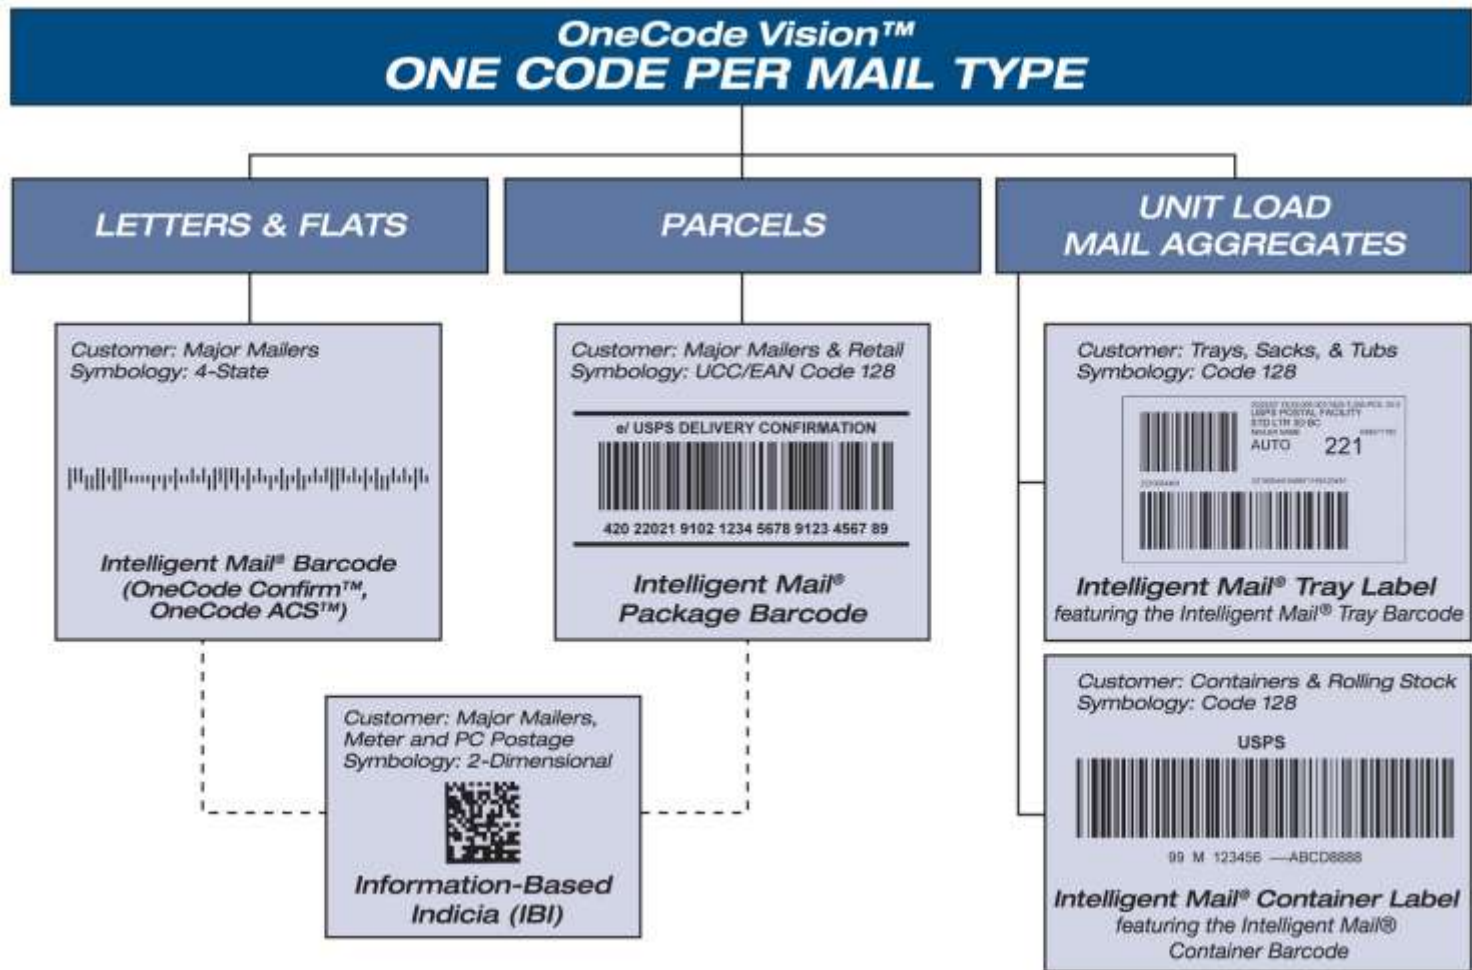 OneCode Vision™
ONE CODE PER MAIL TYPE
LETTERS & FLATS
Customer: Major Mailers
Symbology: 4-State
Intelligent Mail® Barcode
(OneCode Confirm™,
OneCode ACS™)
PARCELS
Customer: Major Mailers & Retail
Symbology: UCC/EAN Code 128
e/ USPS DELIVERY CONFIRMATION
420 22021 9102 1234 5678 9123 4567 89
Intelligent Mail®
Package Barcode
Customer: Major Mailers,
Meter and PC Postage
Symbology: 2-Dimensional
Information-Based
Indicia (IBI)
UNIT LOAD
MAIL AGGREGATES
Customer: Trays, Sacks, & Tubs
Symbology: Code 128
USPS POSTAL FACILITY
STD LTR
AUTO 221
Intelligent Mail® Tray Label
featuring the Intelligent Mail® Tray Barcode
Customer: Containers & Rolling Stock
Symbology: Code 128
USPS
99 M 123456 —ABCD8888
Intelligent Mail® Container Label
featuring the Intelligent Mail®
Container Barcode